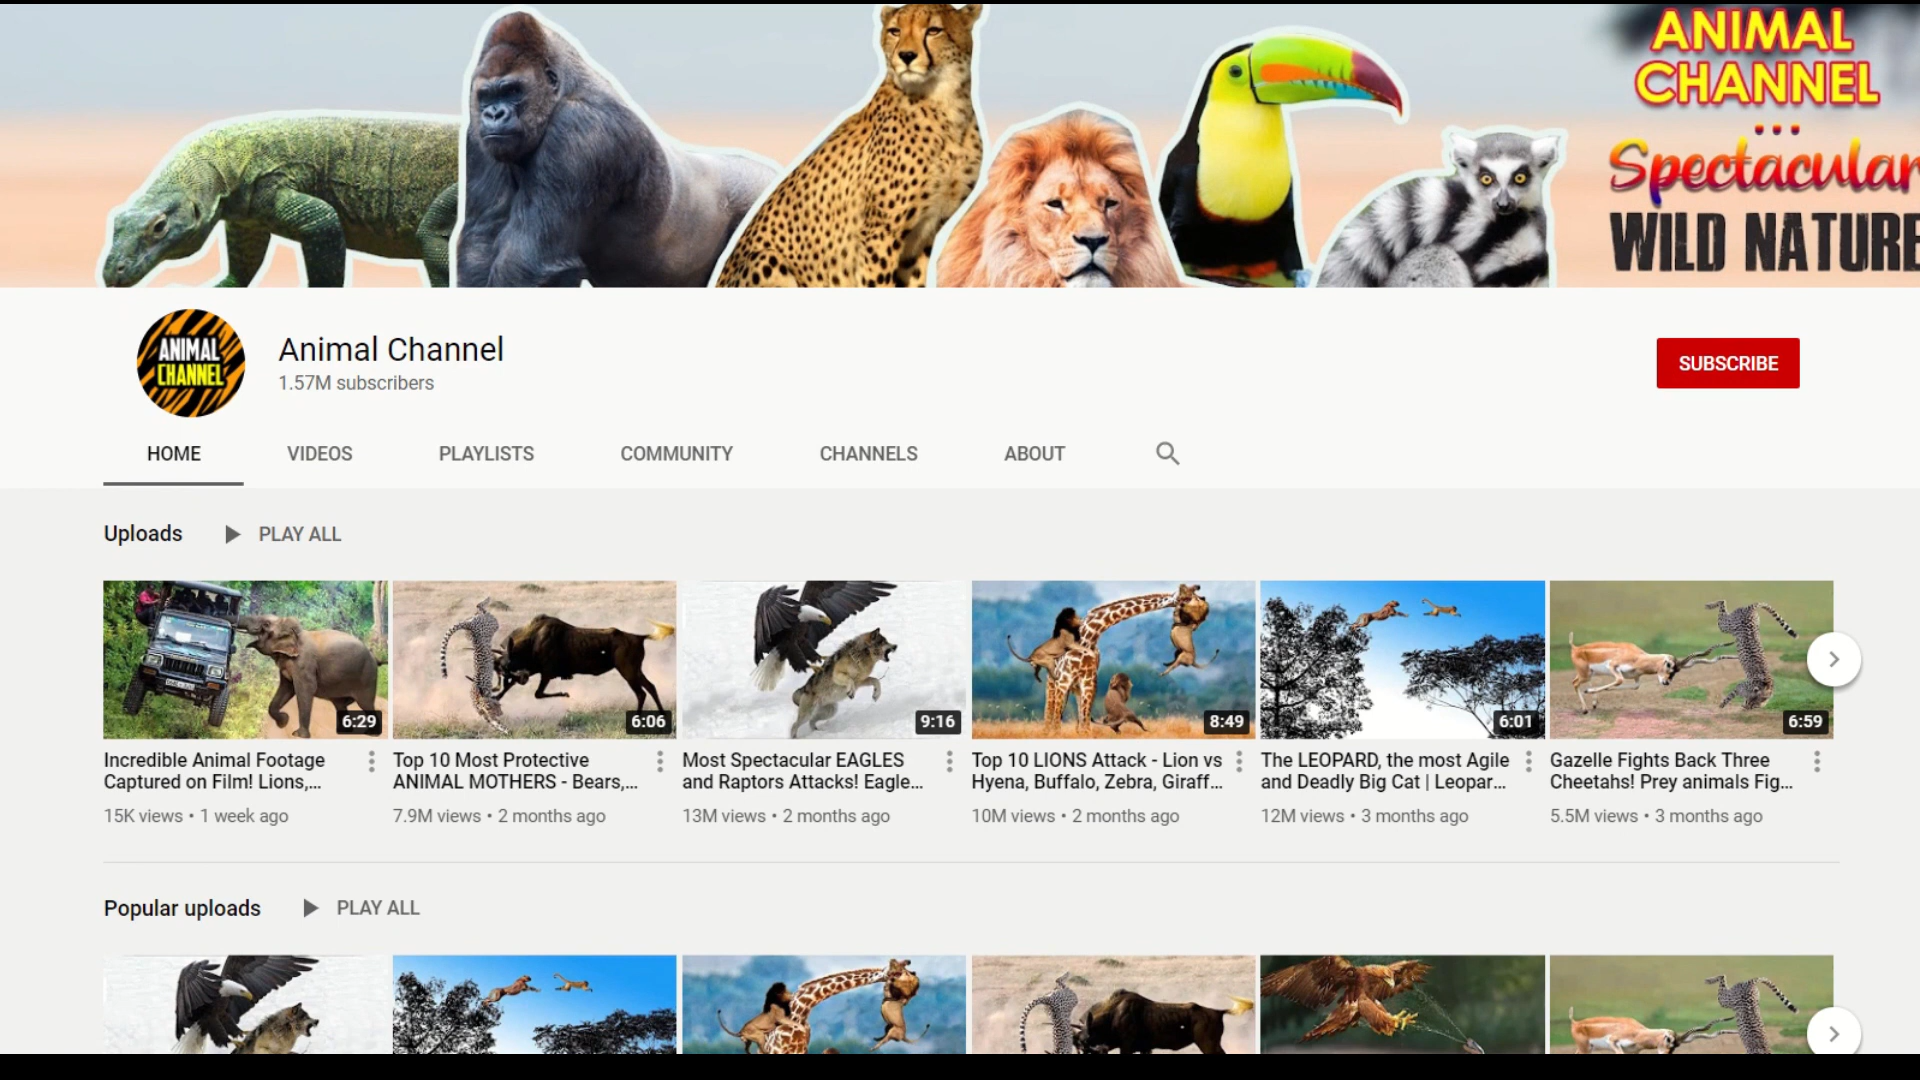 ANIMAL
CHANNEL
...
Spectacular
WILD NATURE
ANIMAL
CHANNEL
Animal Channel
1.57M subscribers
SUBSCRIBE
HOME VIDEOS PLAYLISTS COMMUNITY CHANNELS ABOUT
Uploads PLAY ALL
6:29 6:06 9:16 8:49 6:01 6:59
Incredible Animal Footage
Captured on Film! Lions,...
15K views • 1 week ago
Top 10 Most Protective
ANIMAL MOTHERS - Bears,...
7.9M views • 2 months ago
Most Spectacular EAGLES
and Raptors Attacks! Eagle...
13M views • 2 months ago
Top 10 LIONS Attack - Lion vs
Hyena, Buffalo, Zebra, Giraff...
10M views • 2 months ago
The LEOPARD, the most Agile
and Deadly Big Cat | Leopar...
12M views • 3 months ago
Gazelle Fights Back Three
Cheetahs! Prey animals Fig...
5.5M views • 3 months ago
Popular uploads PLAY ALL